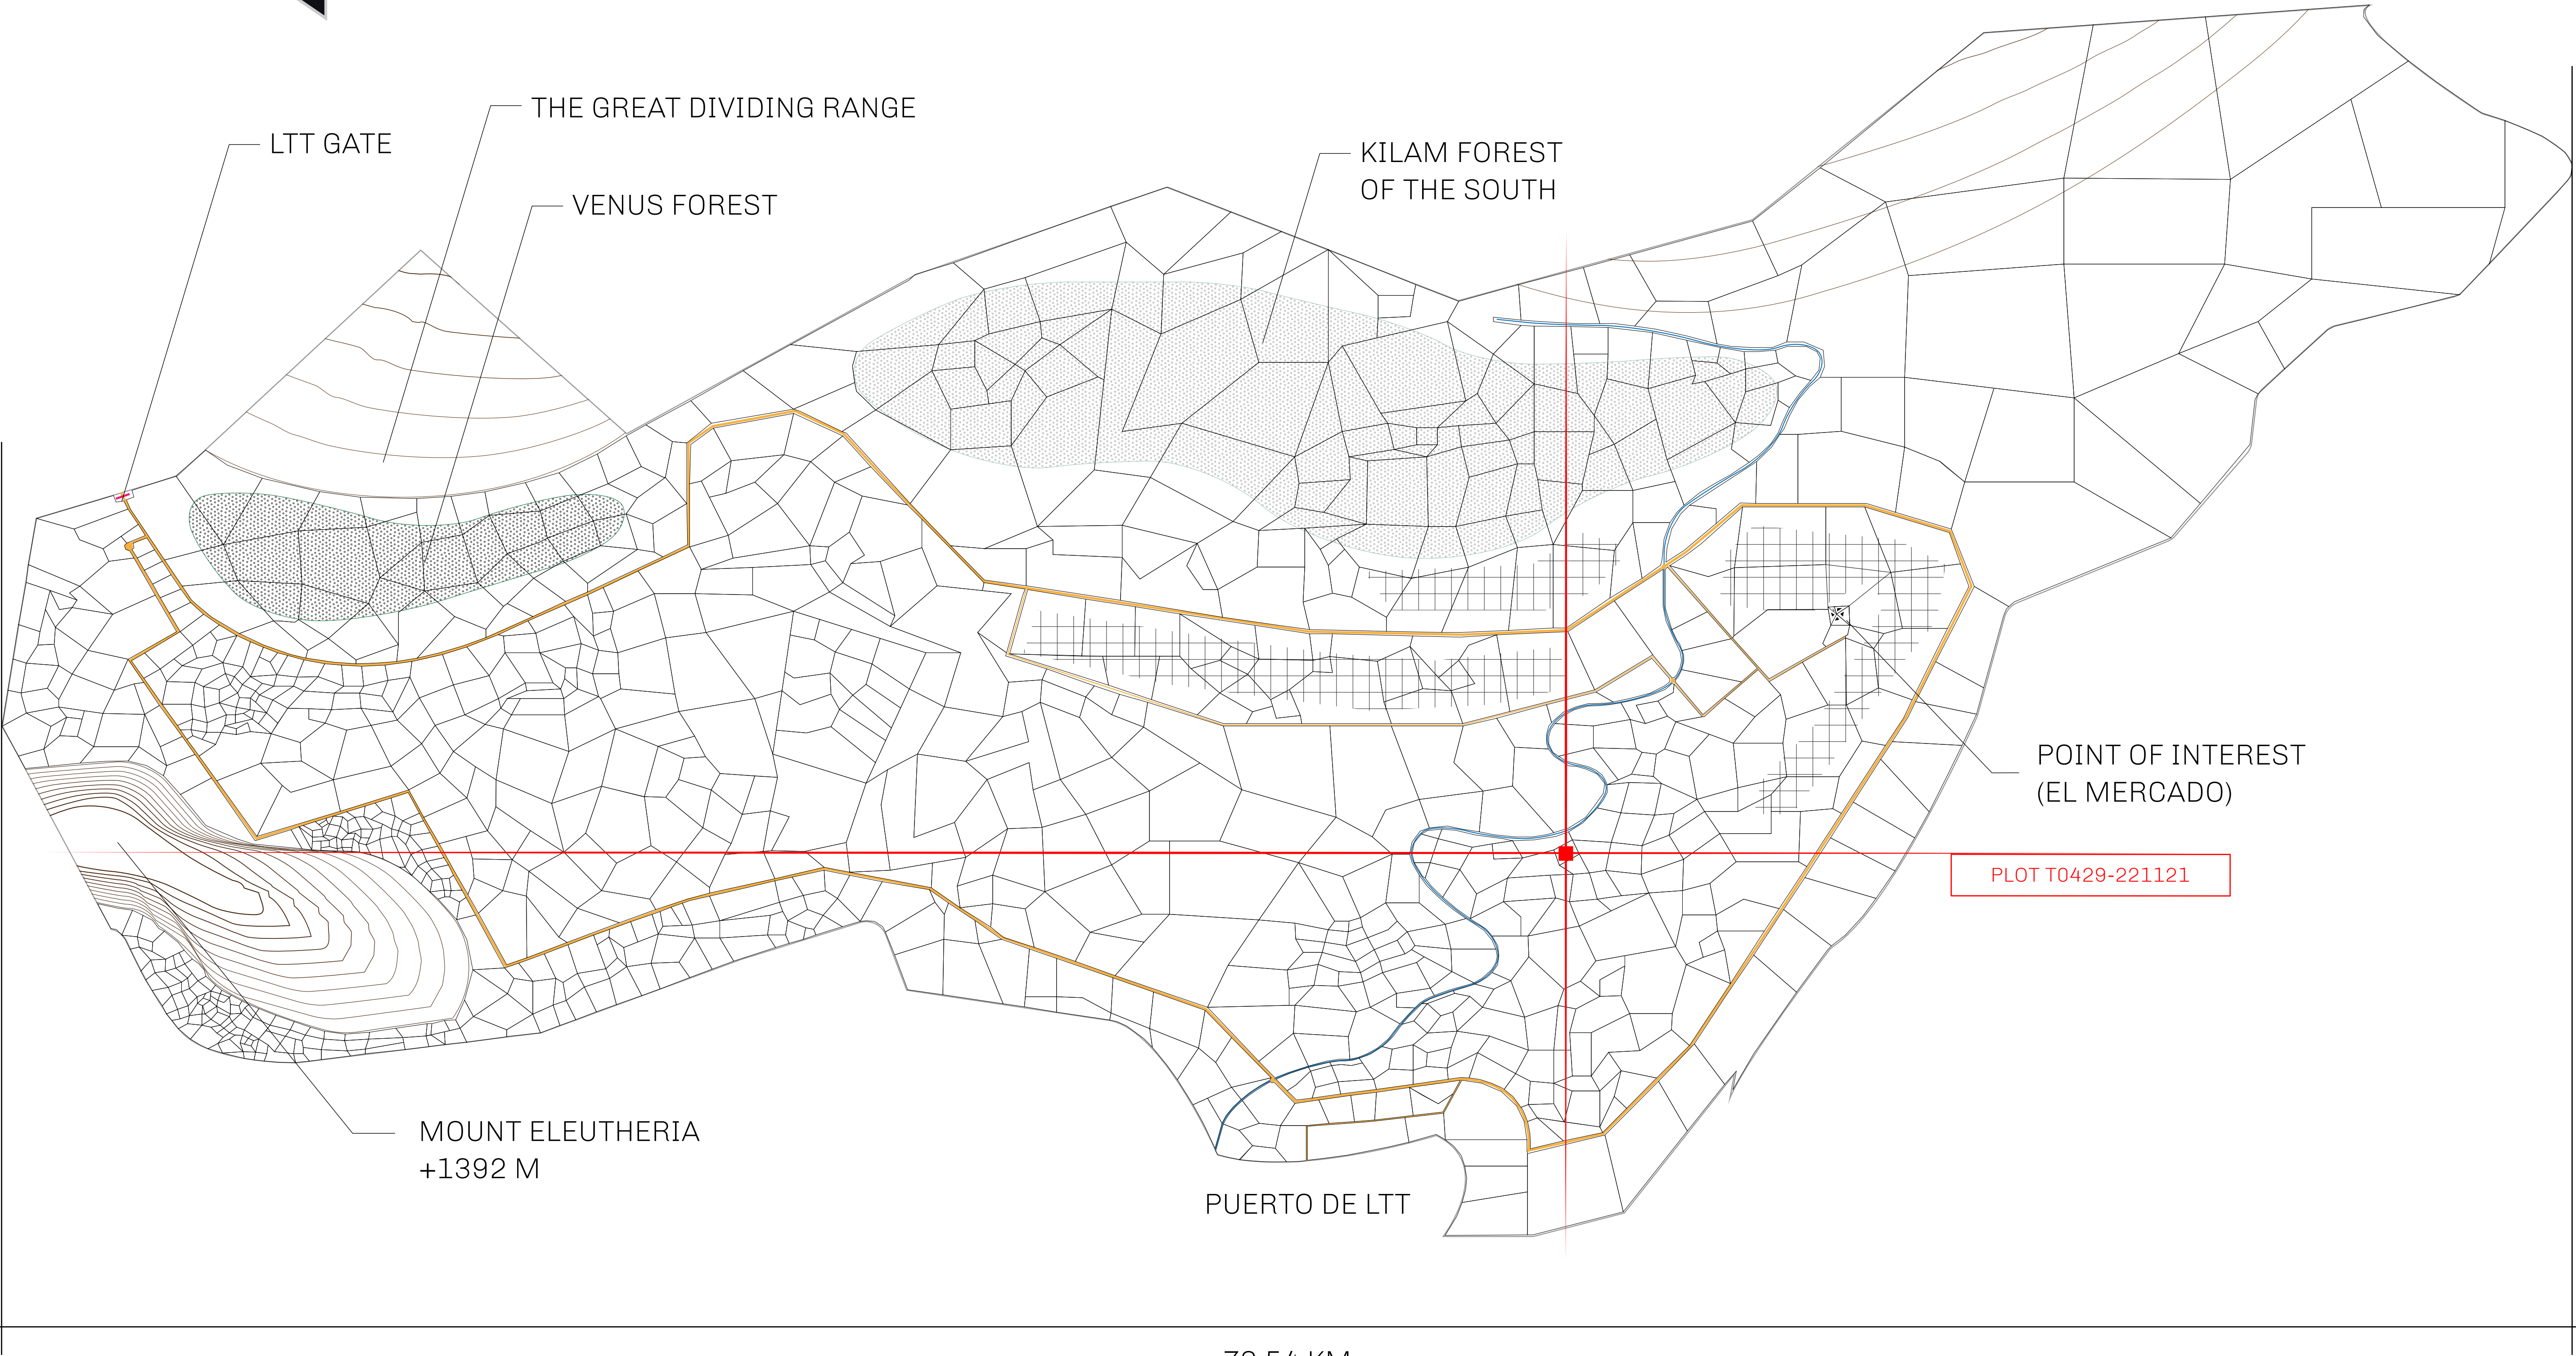 THE GREAT DIVIDING RANGE
LTT GATE
VENUS FOREST
KILAM FOREST
OF THE SOUTH
POINT OF INTEREST
(EL MERCADO)
PLOT T0429-221121
MOUNT ELEUTHERIA
+1392 M
PUERTO DE LTT
KM